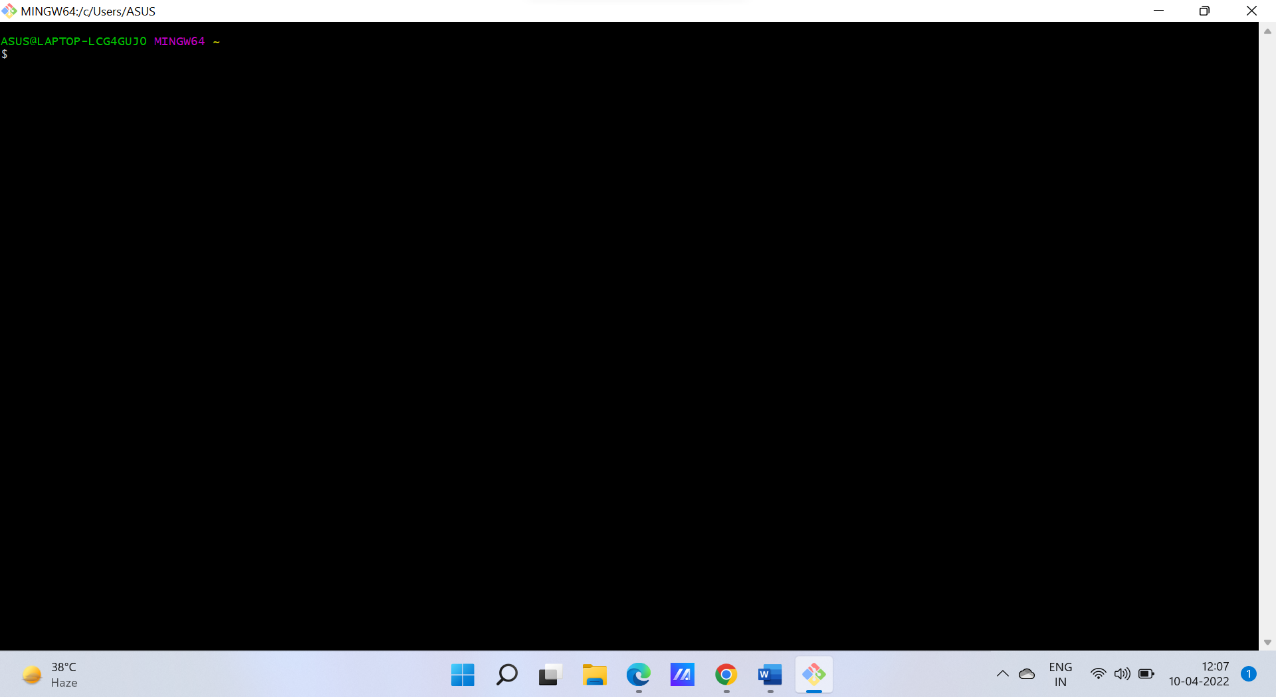 MINGW64:/c/Users/ASUS
ASUS@LAPTOP-LCG4GUJO MINGW64 ~
$
38°C
Haze
W
ENG
IN
12:07
10-04-2022
1